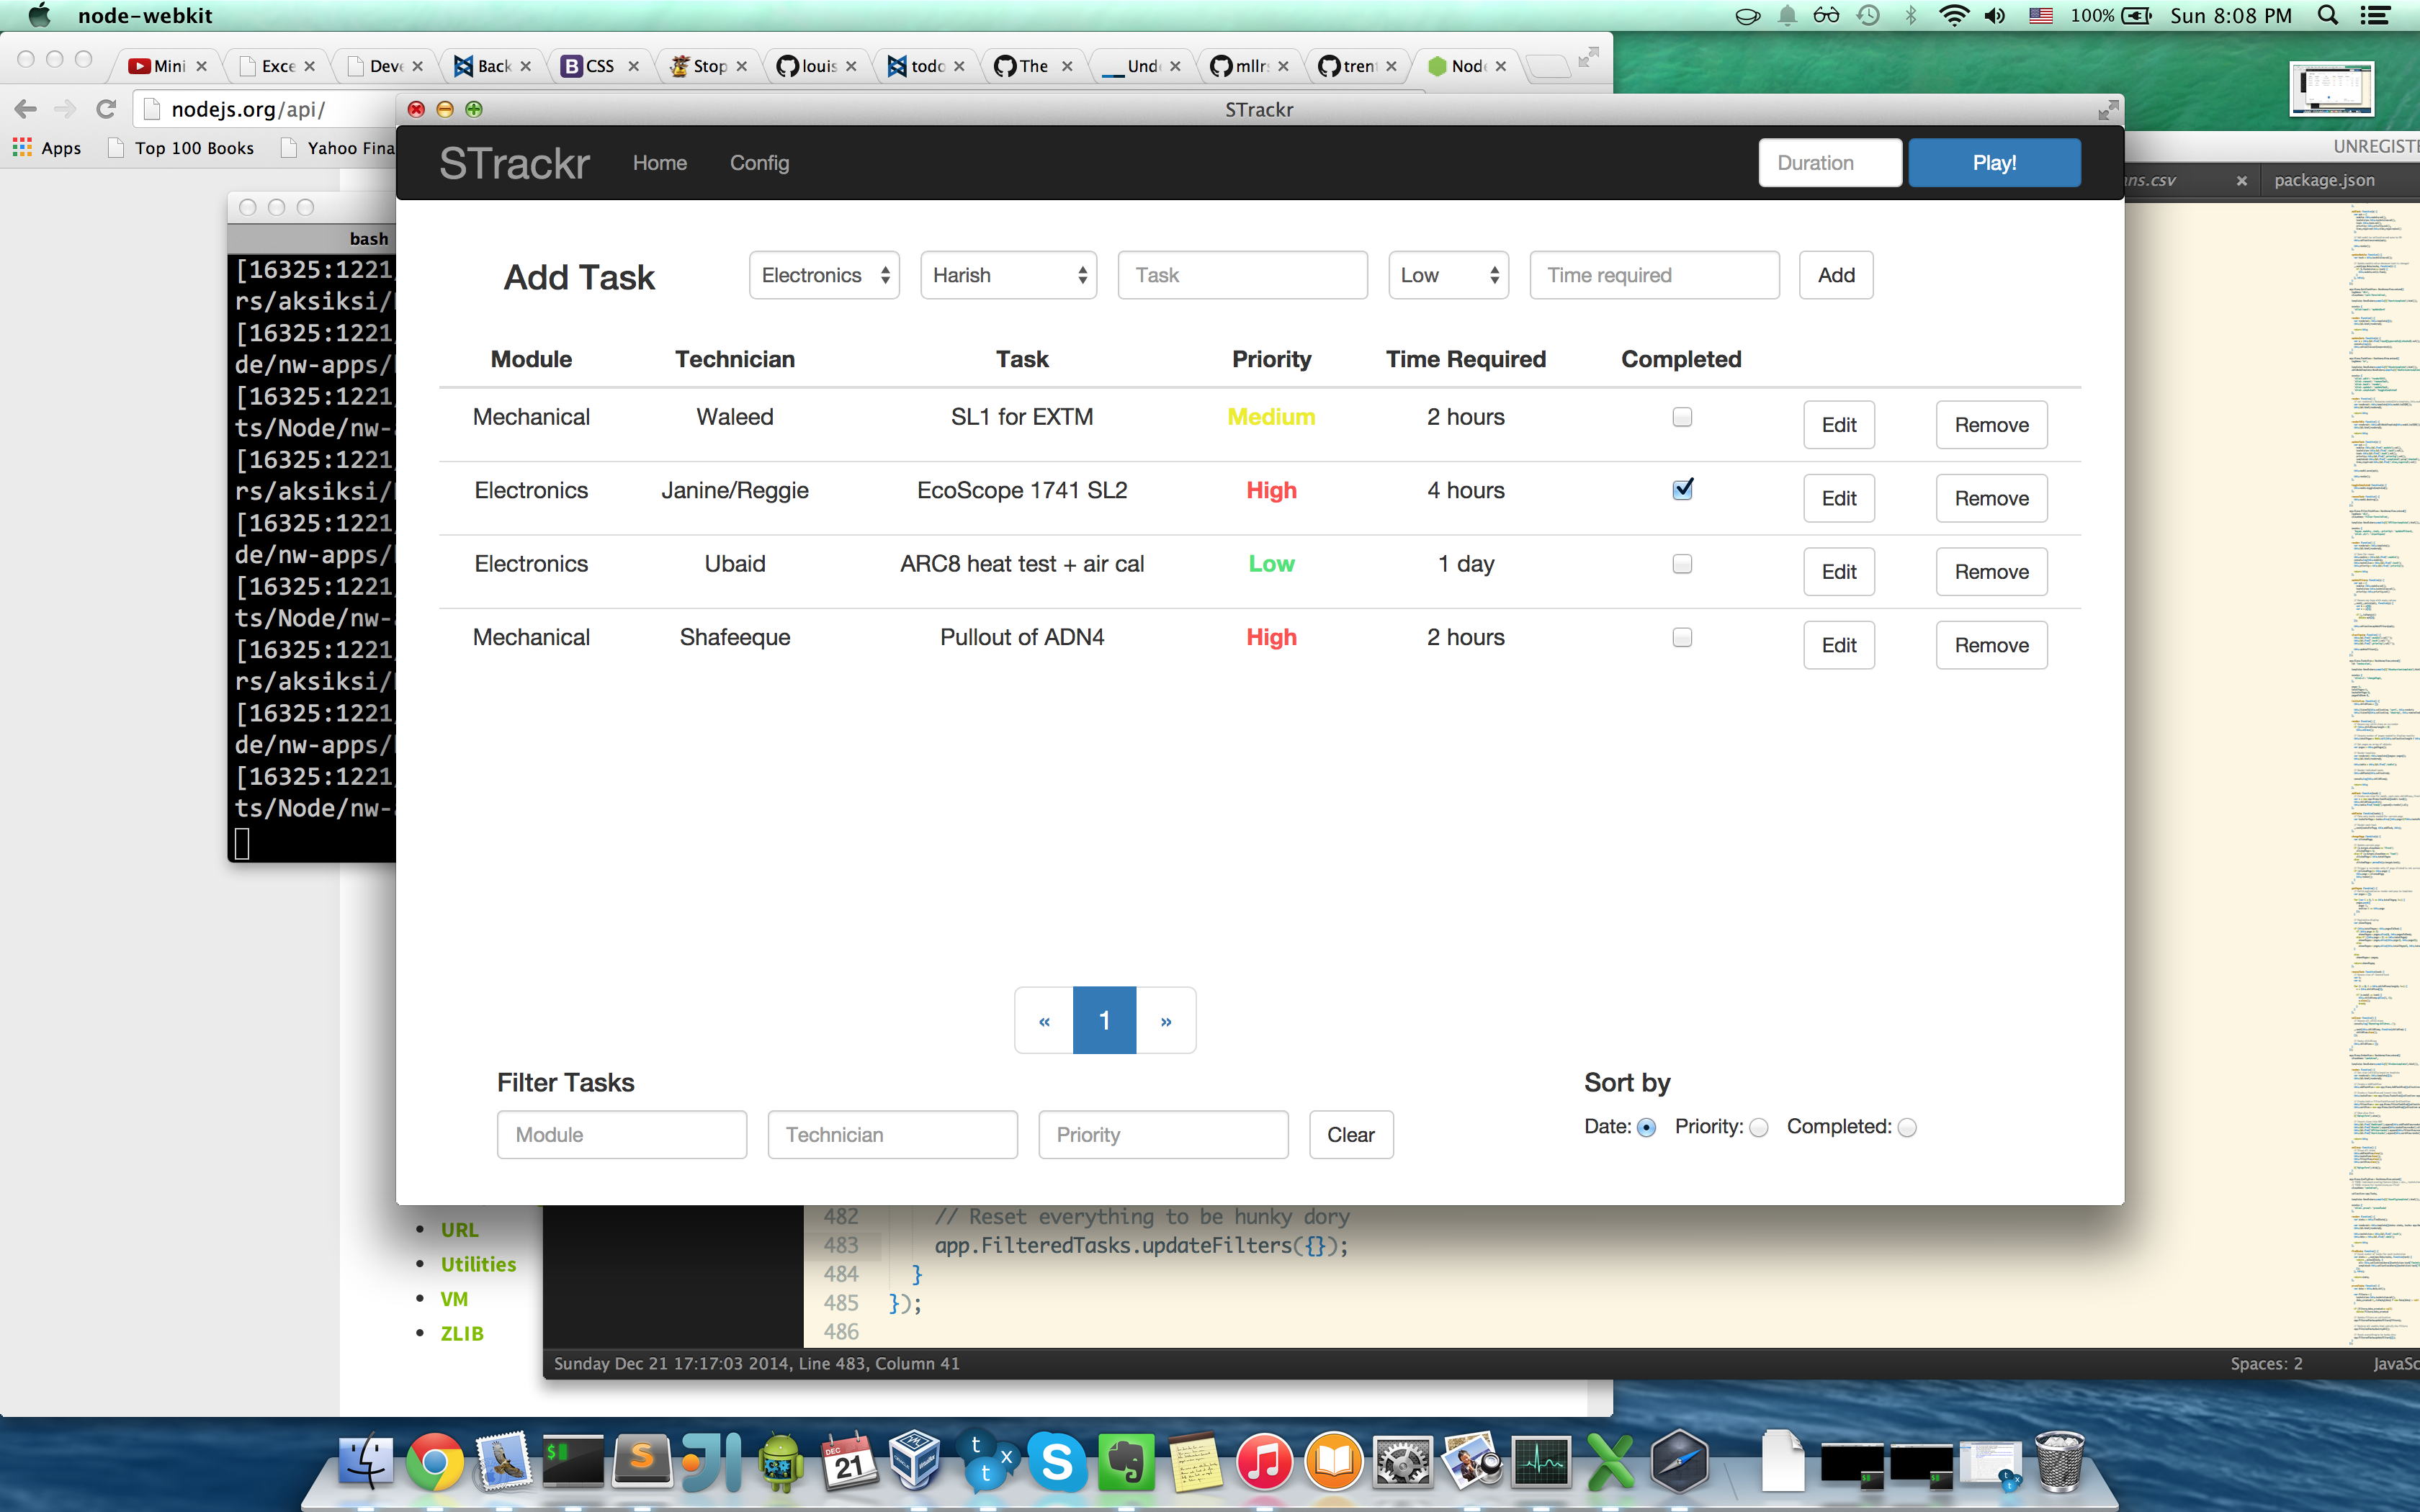 node-webkit
100%
Sun 8:08 PM
Mini
Exce
Deve
Back
CSS
Stop
louis
todo
The
Und
mllr
tren
Node
nodejs.org/api/
Apps
Top 100 Books
Yahoo Fina
STrackr
UNREGISTE
ns.csv
package.json
STrackr
Home
Config
Duration
Play!
bash
[16325:1221
rs/aksiksi/
[16325:1221
de/nw-apps/
[16325:1221
ts/Node/nw-
[16325:1221
rs/aksiksi/
[16325:1221
de/nw-apps/
[16325:1221
ts/Node/nw-
[16325:1221
rs/aksiksi/
[16325:1221
de/nw-apps/
[16325:1221
ts/Node/nw-
Add Task
Electronics
Harish
Task
Low
Time required
Add
Module Technician Task Priority Time Required Completed
Mechanical Waleed SL1 for EXTM Medium 2 hours Edit Remove
Electronics Janine/Reggie EcoScope 1741 SL2 High 4 hours Edit Remove
Electronics Ubaid ARC8 heat test + air cal Low 1 day Edit Remove
Mechanical Shafeeque Pullout of ADN4 High 2 hours Edit Remove
« 1 »
Filter Tasks
Module
Technician
Priority
Clear
Sort by
Date: Priority: Completed:
URL
Utilities
VM
ZLIB
482 // Reset everything to be hunky dory
483 app.FilteredTasks.updateFilters({});
484 }
485 });
486
Sunday Dec 21 17:17:03 2014, Line 483, Column 41
Spaces: 2
JavaSc
DEC
21